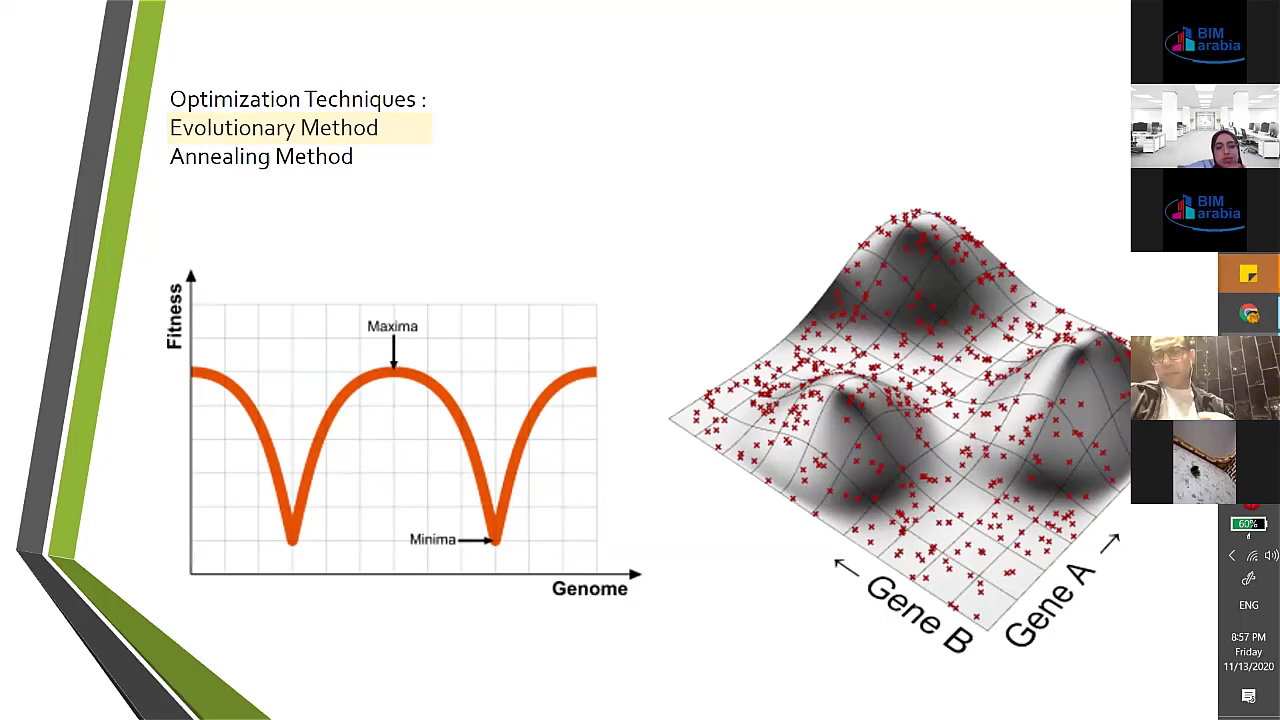 Optimization Techniques :
Evolutionary Method
Annealing Method
Fitness
Maxima
Minima
Genome
← Gene B
Gene A →
BIM
arabia
BIM
arabia
60%
ENG
8:57 PM
Friday
11/13/2020